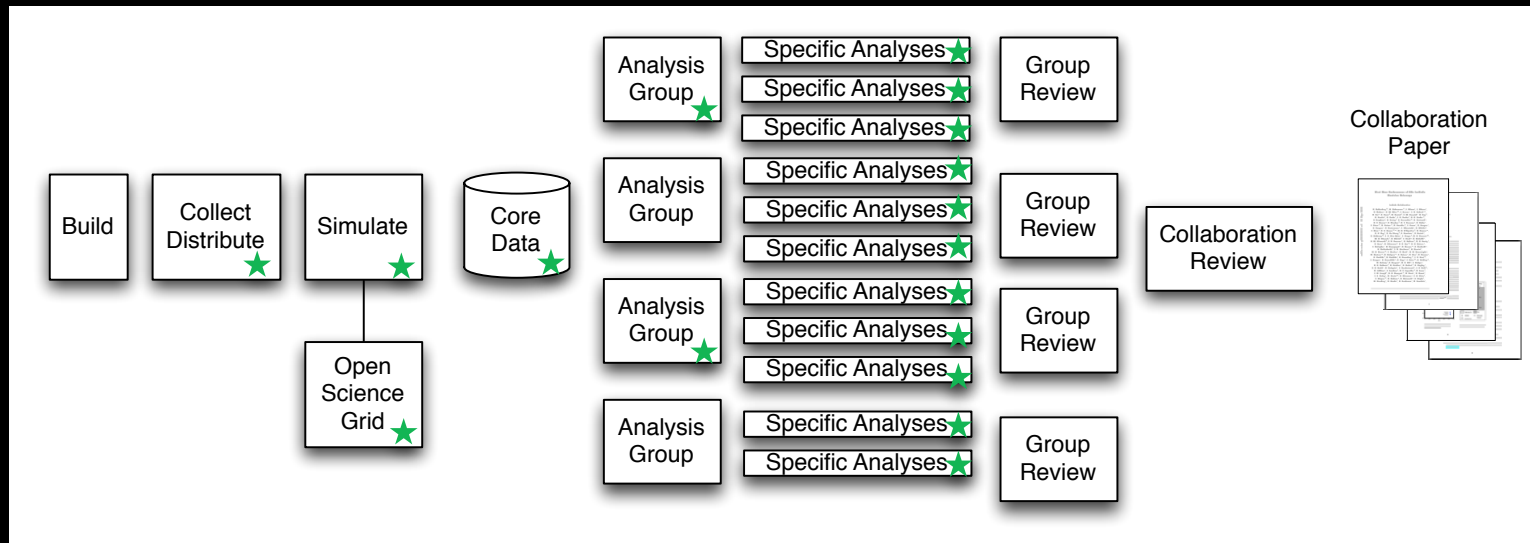 Build
Collect
Distribute
Simulate
Open
Science
Grid
Core
Data
Analysis
Group
Specific Analyses
Specific Analyses
Specific Analyses
Group
Review
Analysis
Group
Specific Analyses
Specific Analyses
Specific Analyses
Group
Review
Analysis
Group
Specific Analyses
Specific Analyses
Specific Analyses
Group
Review
Analysis
Group
Specific Analyses
Specific Analyses
Group
Review
Collaboration
Review
Collaboration
Paper